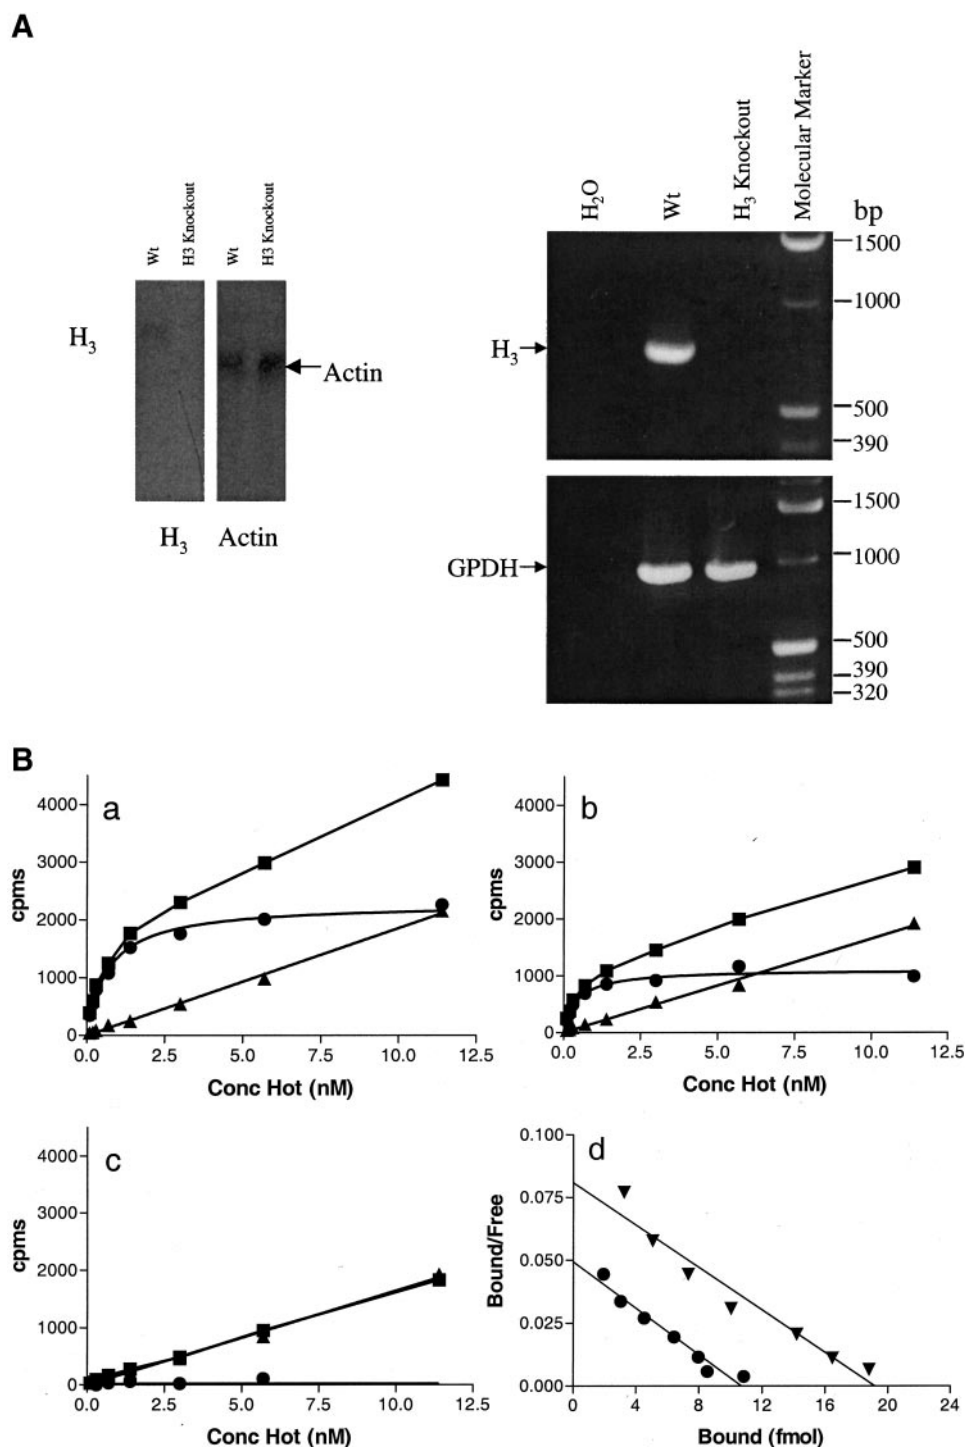 A
Wt
H3 Knockout
Wt
H3 Knockout
H₃
Actin
H₃
Actin
H₂O
Wt
H₃ Knockout
Molecular Marker
bp
1500
1000
H₃
500
390
1500
1000
GPDH
500
390
320
B
a
4000
3000
2000
1000
0
cpms
0.0 2.5 5.0 7.5 10.0 12.5
Conc Hot (nM)
b
4000
3000
2000
1000
0
cpms
0.0 2.5 5.0 7.5 10.0 12.5
Conc Hot (nM)
c
4000
3000
2000
1000
0
cpms
0.0 2.5 5.0 7.5 10.0 12.5
Conc Hot (nM)
d
0.100
0.075
0.050
0.025
0.000
Bound/Free
0 4 8 12 16 20 24
Bound (fmol)